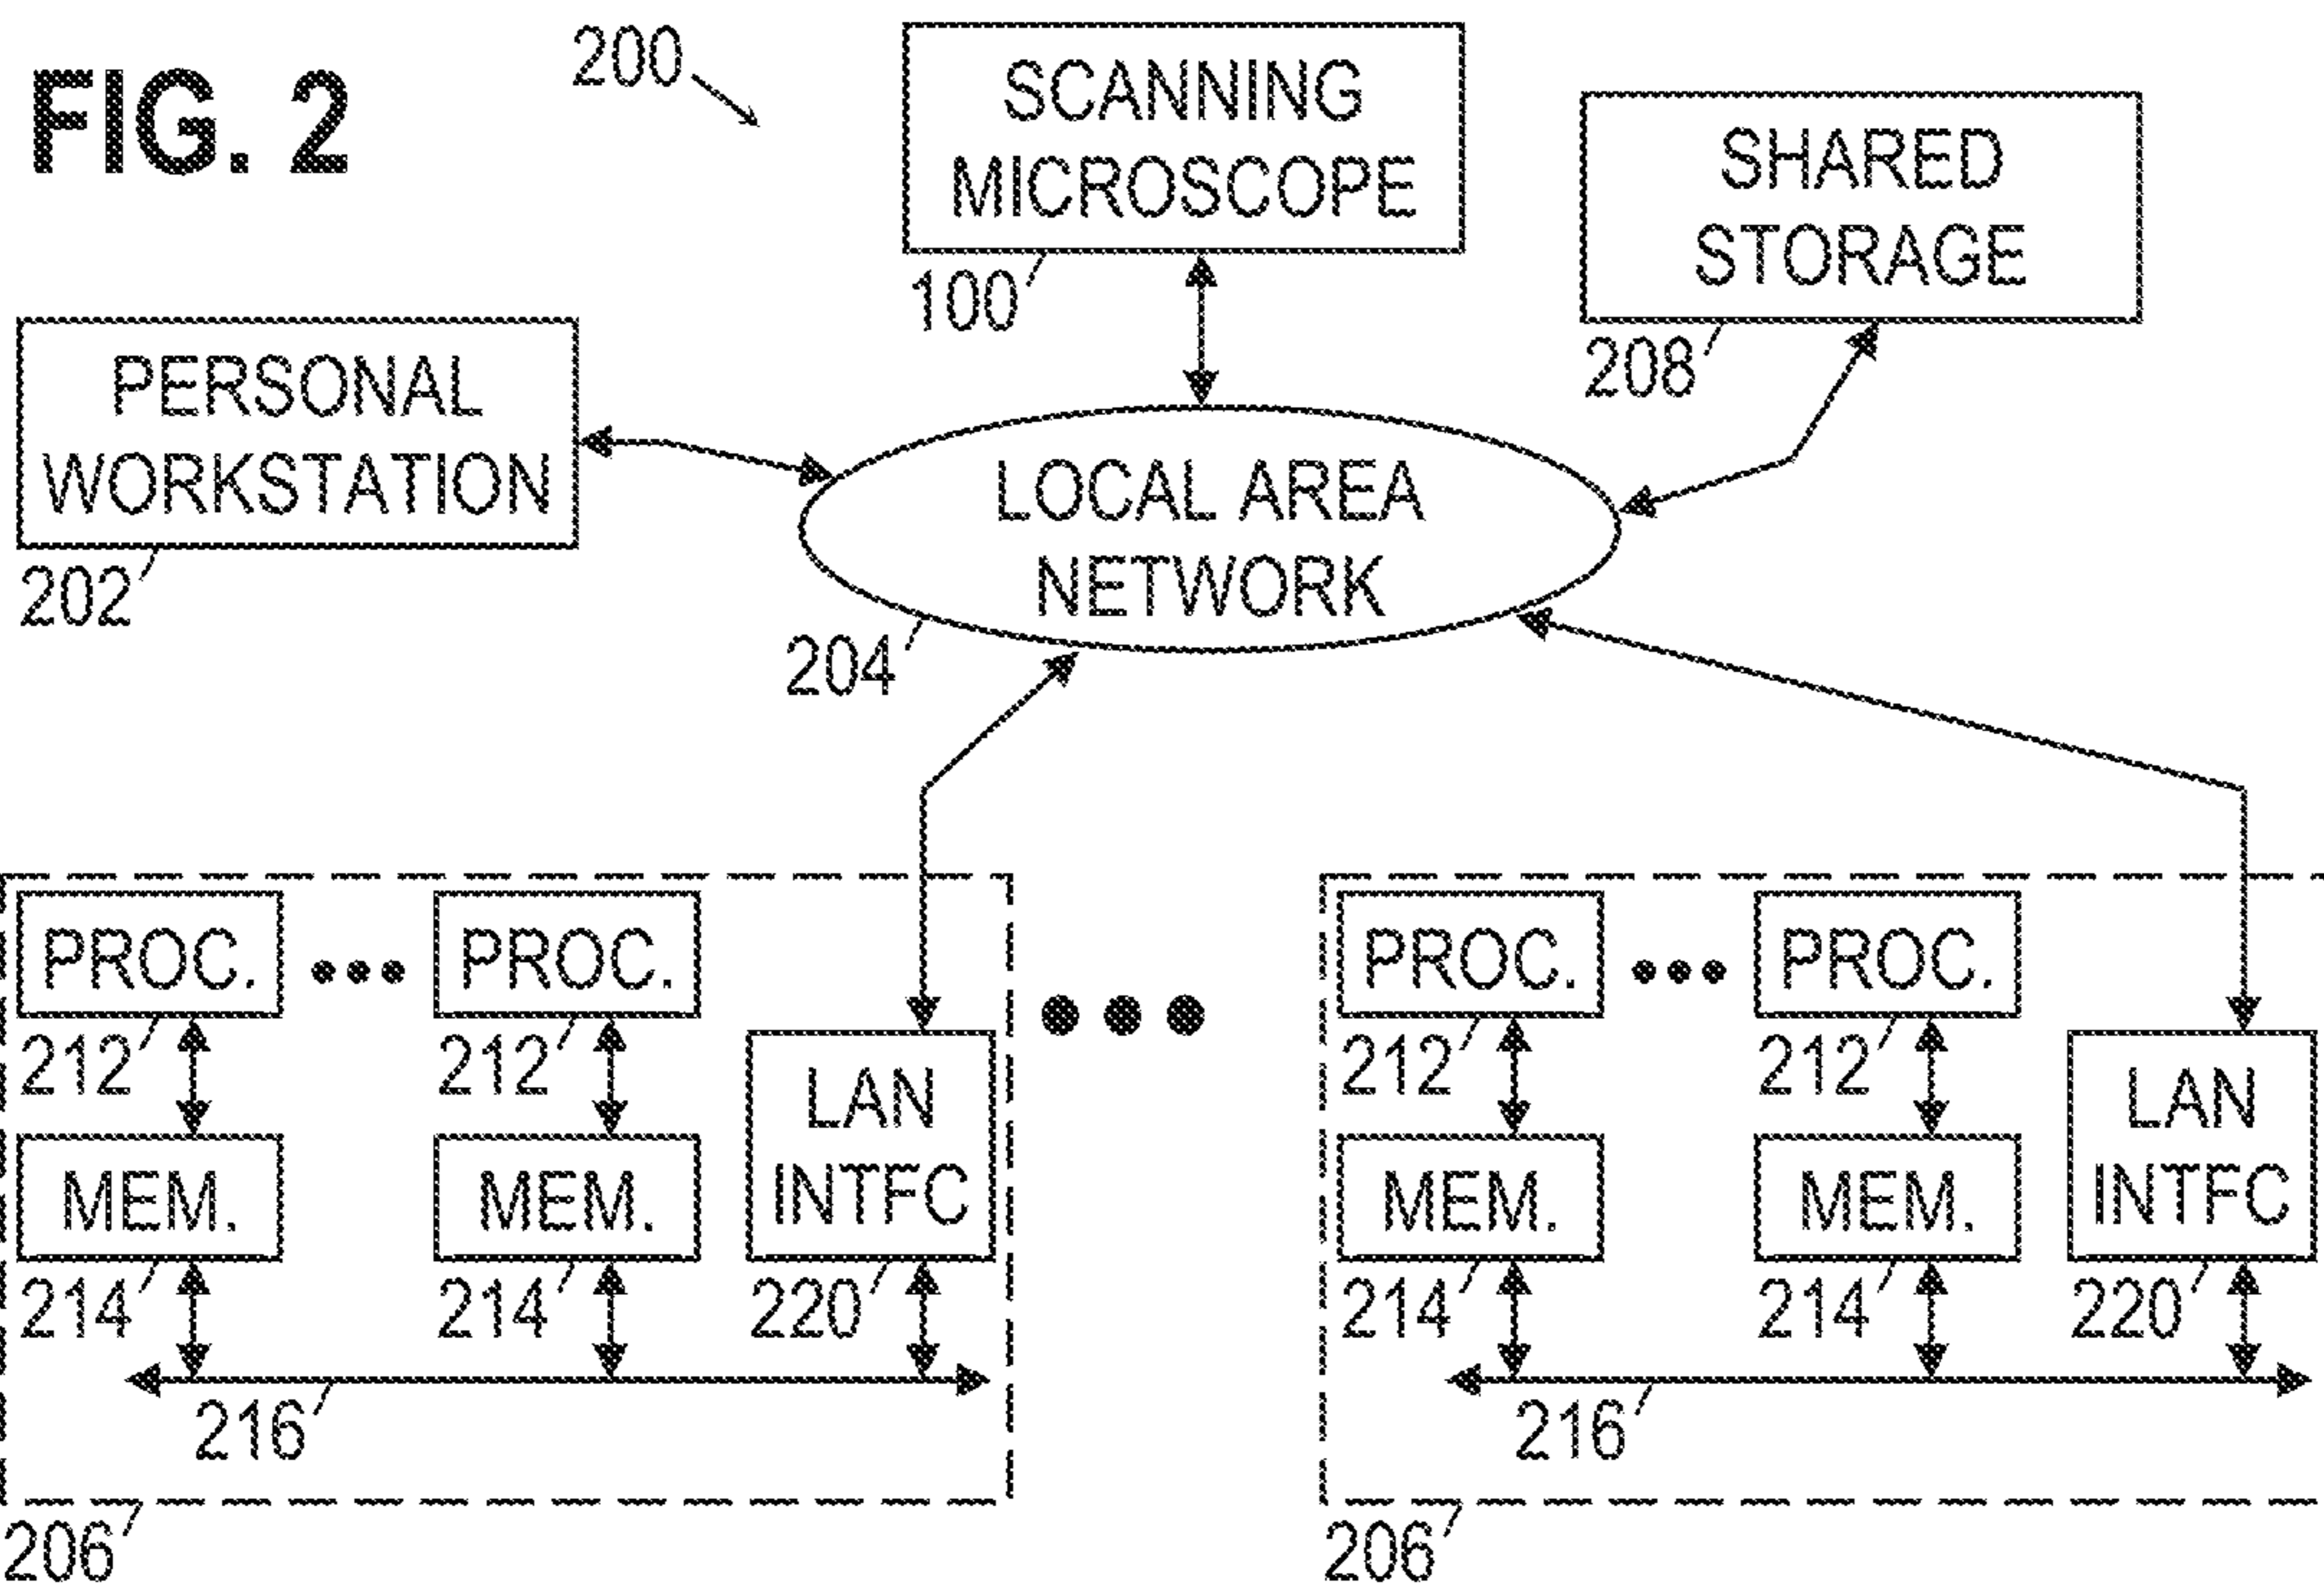 FIG. 2
200
SCANNING
MICROSCOPE
100
SHARED
STORAGE
208
PERSONAL
WORKSTATION
202
LOCAL AREA
NETWORK
204
PROC.
PROC.
212
212
LAN
INTFC
MEM.
MEM.
214
214
220
216
206
PROC.
PROC.
212
212
LAN
INTFC
MEM.
MEM.
214
214
220
216
206